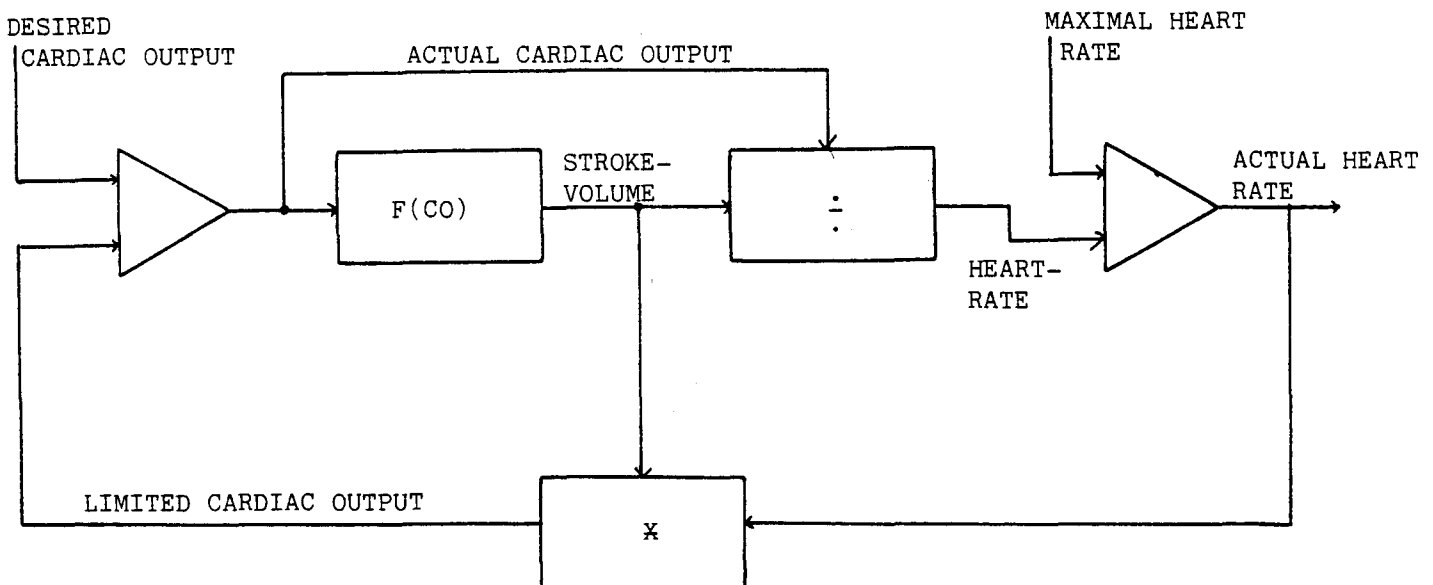 DESIRED
CARDIAC OUTPUT
ACTUAL CARDIAC OUTPUT
MAXIMAL HEART
RATE
F(CO)
STROKE-
VOLUME
÷
HEART-
RATE
ACTUAL HEART
RATE
LIMITED CARDIAC OUTPUT
X